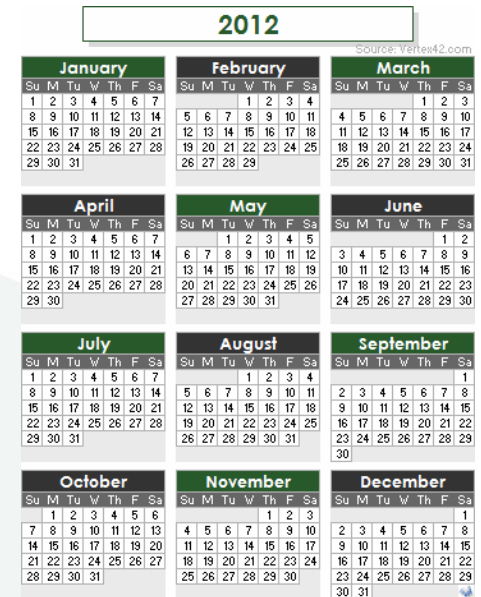 2012
Source: Vertex42.com
January February March
Su M Tu W Th F Sa Su M Tu W Th F Sa Su M Tu W Th F Sa
1 2 3 4 5 6 7 1 2 3 4 1 2 3
8 9 10 11 12 13 14 5 6 7 8 9 10 11 4 5 6 7 8 9 10
15 16 17 18 19 20 21 12 13 14 15 16 17 18 11 12 13 14 15 16 17
22 23 24 25 26 27 28 19 20 21 22 23 24 25 18 19 20 21 22 23 24
29 30 31 26 27 28 29 25 26 27 28 29 30 31
April May June
Su M Tu W Th F Sa Su M Tu W Th F Sa Su M Tu W Th F Sa
1 2 3 4 5 6 7 1 2 3 4 5 1 2
8 9 10 11 12 13 14 6 7 8 9 10 11 12 3 4 5 6 7 8 9
15 16 17 18 19 20 21 13 14 15 16 17 18 19 10 11 12 13 14 15 16
22 23 24 25 26 27 28 20 21 22 23 24 25 26 17 18 19 20 21 22 23
29 30 27 28 29 30 31 24 25 26 27 28 29 30
July August September
Su M Tu W Th F Sa Su M Tu W Th F Sa Su M Tu W Th F Sa
1 2 3 4 5 6 7 1 2 3 4 1
8 9 10 11 12 13 14 5 6 7 8 9 10 11 2 3 4 5 6 7 8
15 16 17 18 19 20 21 12 13 14 15 16 17 18 9 10 11 12 13 14 15
22 23 24 25 26 27 28 19 20 21 22 23 24 25 16 17 18 19 20 21 22
29 30 31 26 27 28 29 30 31 23 24 25 26 27 28 29
30
October November December
Su M Tu W Th F Sa Su M Tu W Th F Sa Su M Tu W Th F Sa
1 2 3 4 5 6 1 2 3 1
7 8 9 10 11 12 13 4 5 6 7 8 9 10 2 3 4 5 6 7 8
14 15 16 17 18 19 20 11 12 13 14 15 16 17 9 10 11 12 13 14 15
21 22 23 24 25 26 27 18 19 20 21 22 23 24 16 17 18 19 20 21 22
28 29 30 31 25 26 27 28 29 30 23 24 25 26 27 28 29
30 31